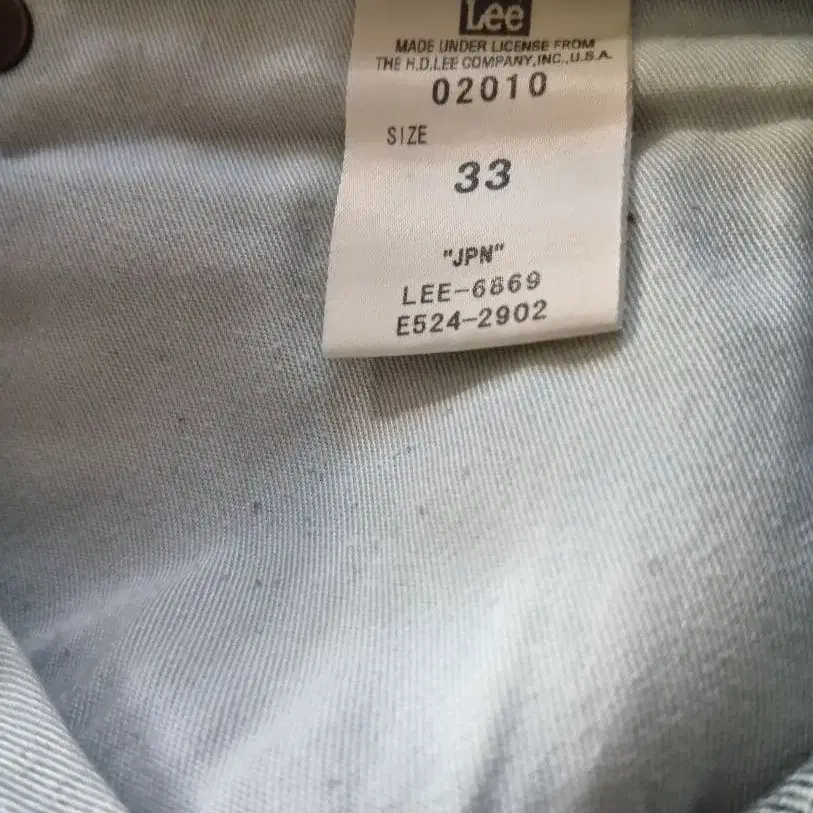 Lee
MADE UNDER LICENSE FROM
THE H.D.LEE COMPANY,INC.,U.S.A.
02010
SIZE
33
"JPN"
LEE-6869
E524-2902